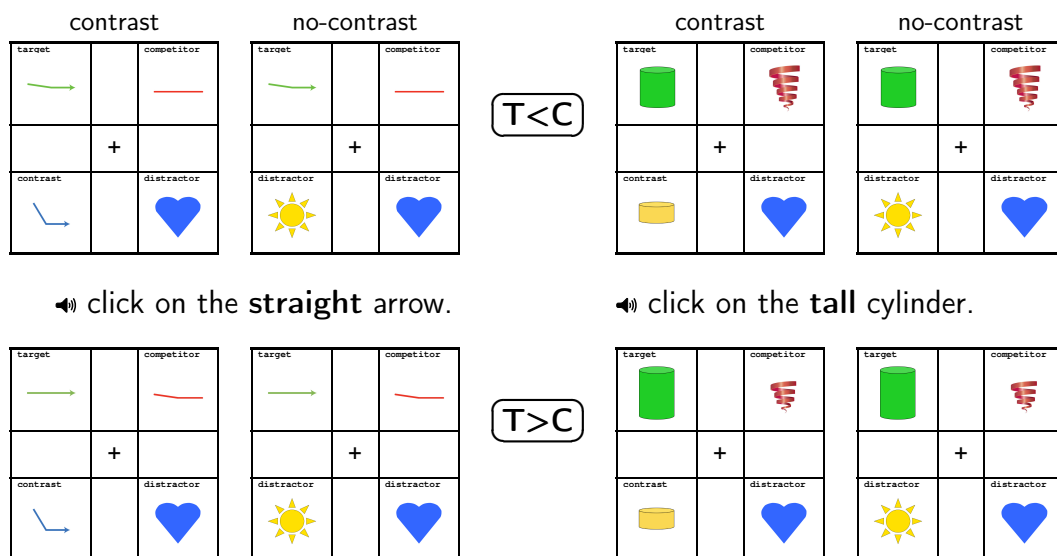 contrast no-contrast contrast no-contrast
target competitor target competitor target competitor target competitor
T<C
+ + + +
contrast distractor distractor distractor contrast distractor distractor distractor
click on the straight arrow. click on the tall cylinder.
target competitor target competitor target competitor target competitor
T>C
+ + + +
contrast distractor distractor distractor contrast distractor distractor distractor